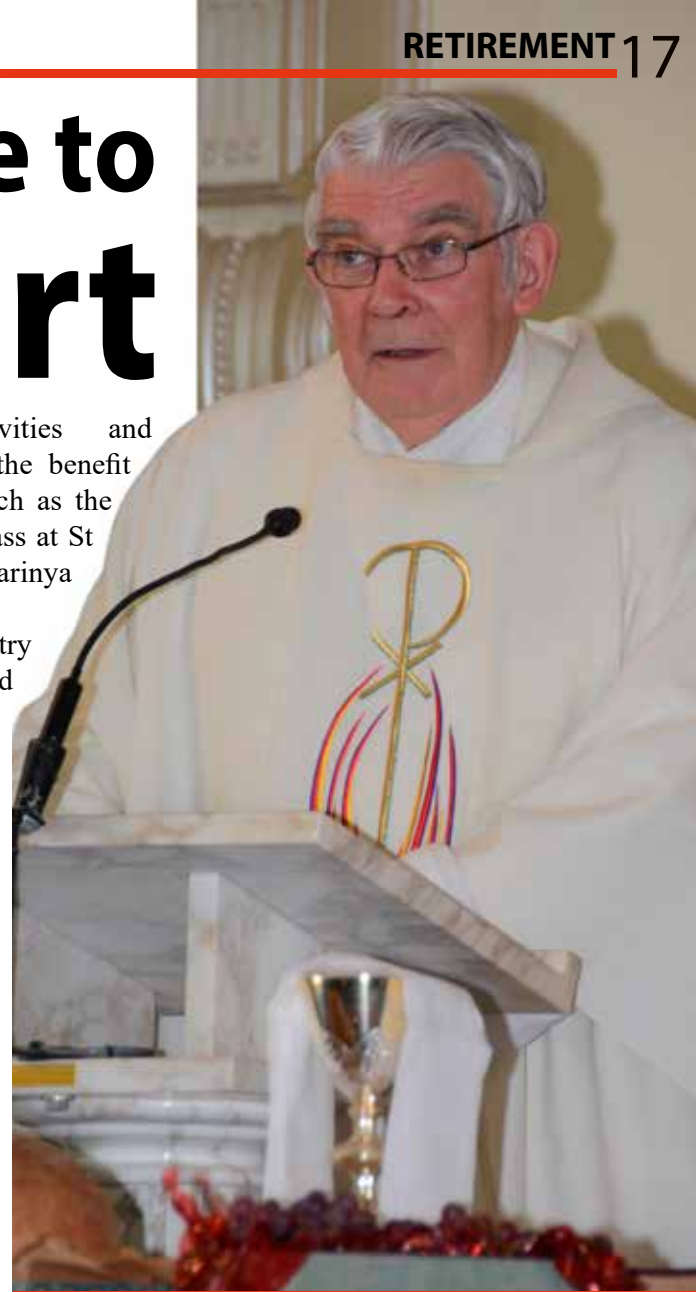 RETIREMENT 17
e to
rt
vities and
the benefit
ch as the
ass at St
arinya
try
d